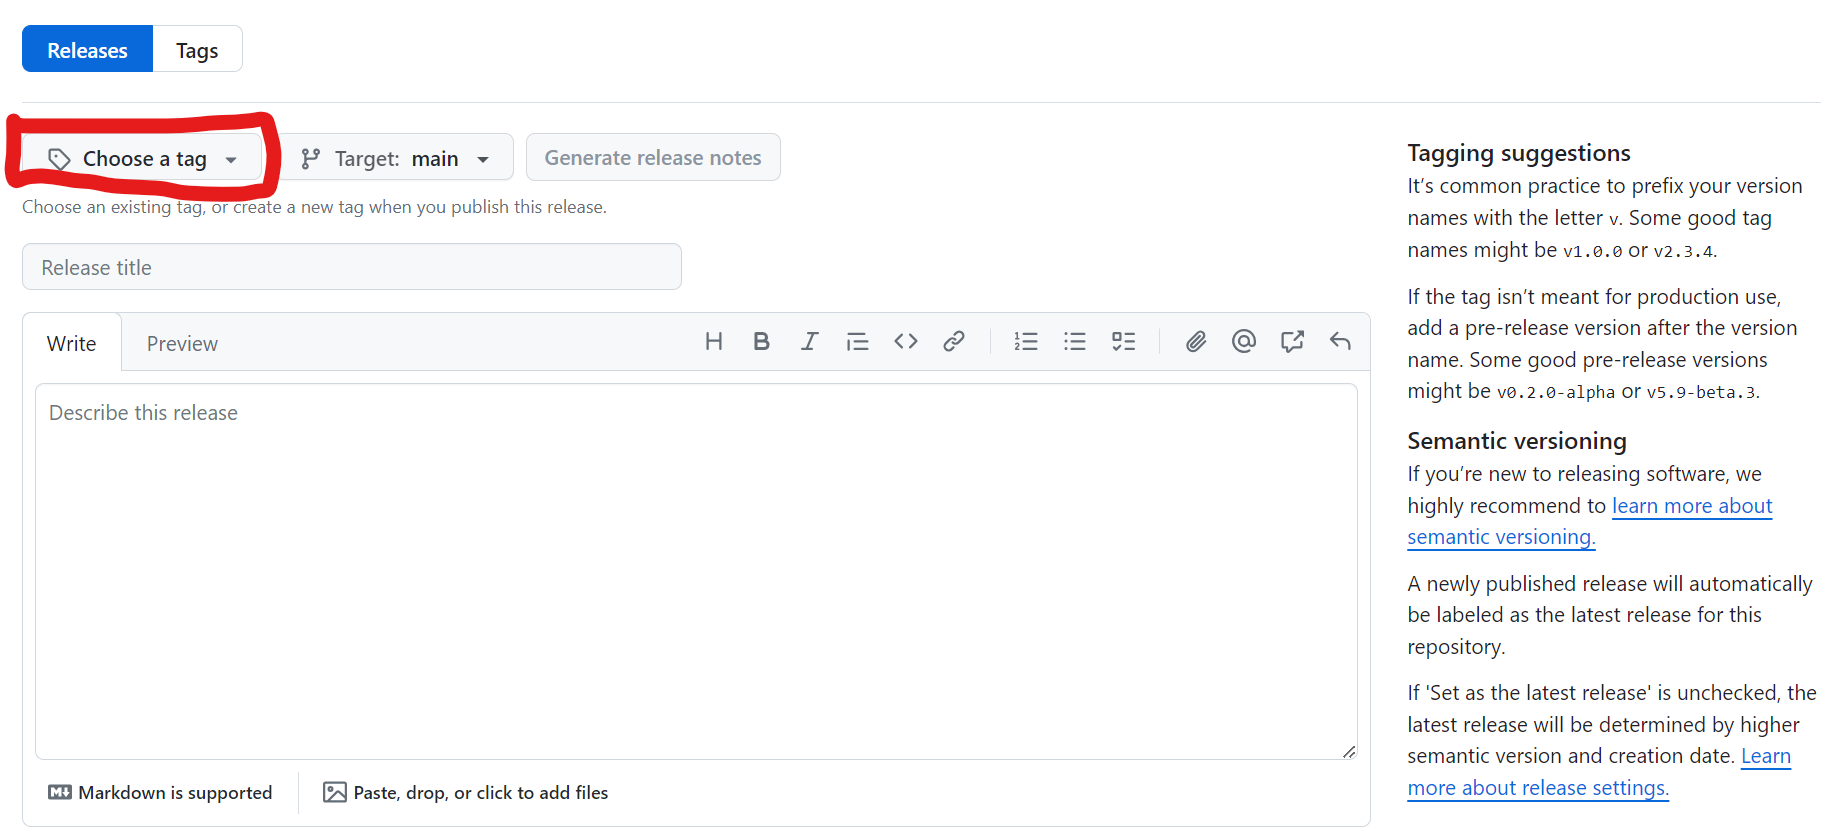 Releases
Tags
Choose a tag
Target: main
Generate release notes
Choose an existing tag, or create a new tag when you publish this release.
Release title
Write
Preview
Describe this release
Markdown is supported
Paste, drop, or click to add files
Tagging suggestions
It’s common practice to prefix your version
names with the letter v. Some good tag
names might be v1.0.0 or v2.3.4.
If the tag isn’t meant for production use,
add a pre-release version after the version
name. Some good pre-release versions
might be v0.2.0-alpha or v5.9-beta.3.
Semantic versioning
If you’re new to releasing software, we
highly recommend to learn more about
semantic versioning.
A newly published release will automatically
be labeled as the latest release for this
repository.
If 'Set as the latest release' is unchecked, the
latest release will be determined by higher
semantic version and creation date. Learn
more about release settings.